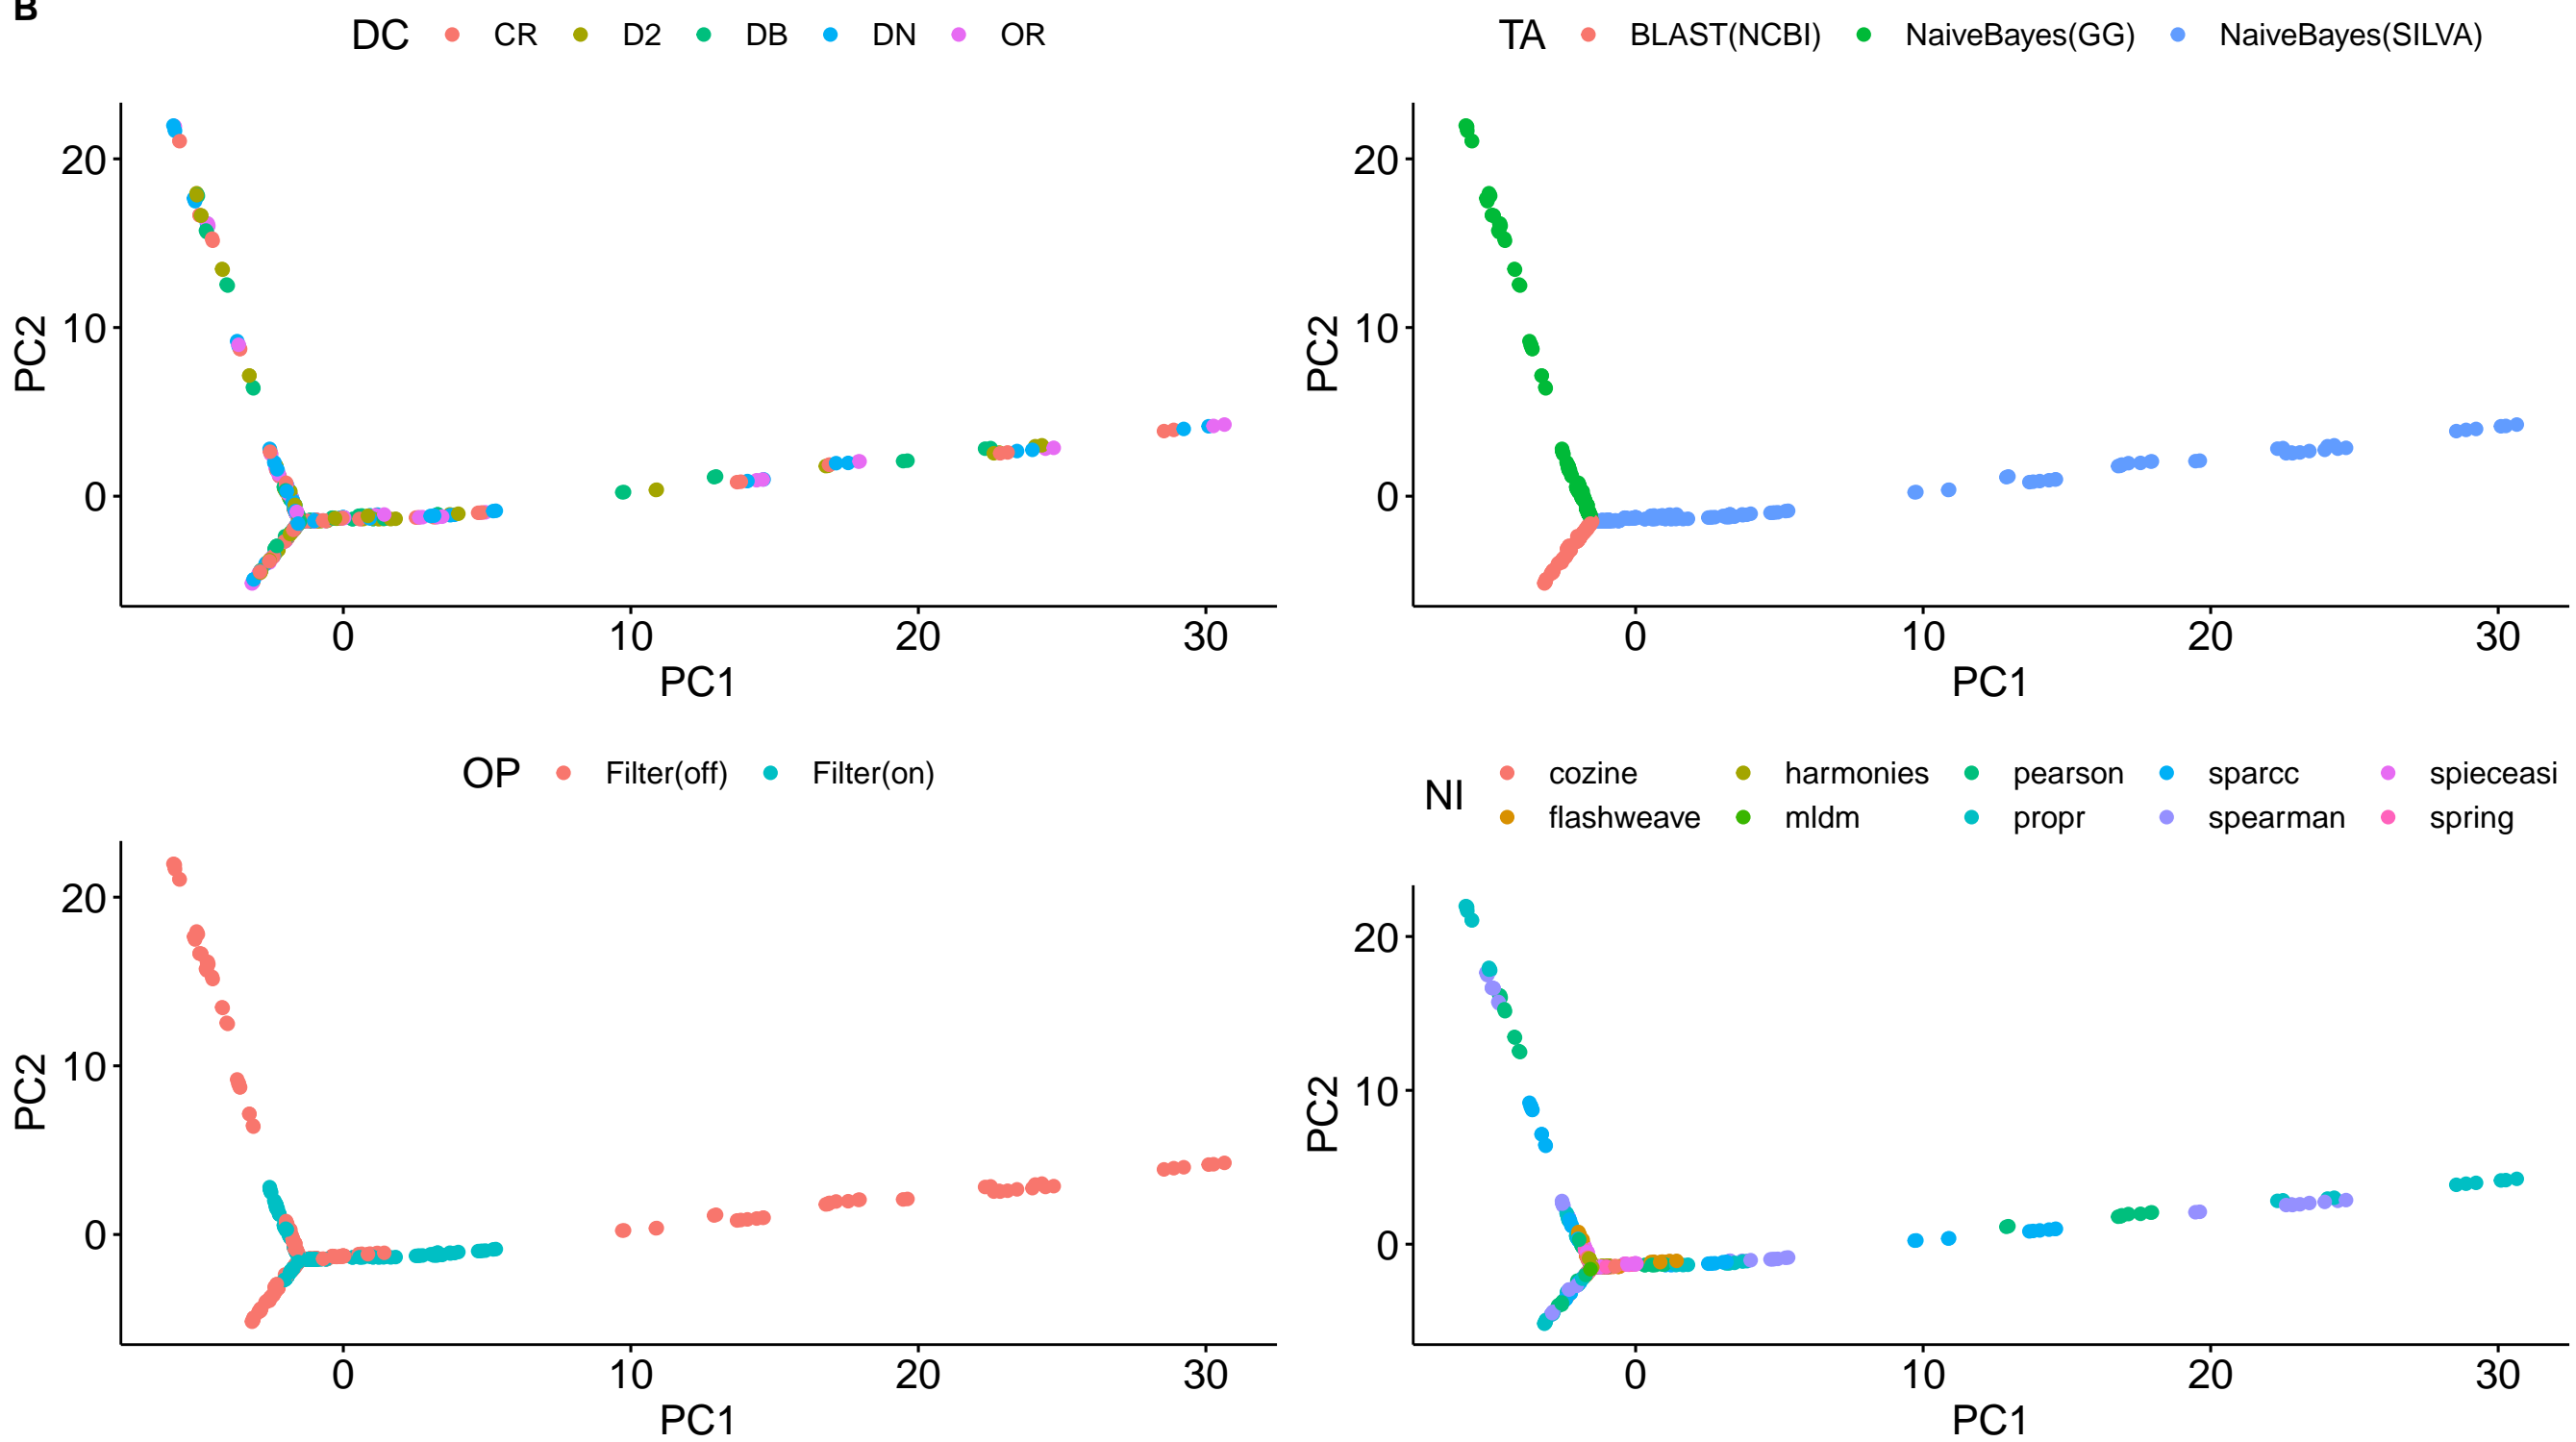 B
DC CR D2 DB DN OR
20
10
0
PC2
0 10 20 30
PC1
TA BLAST(NCBI) NaiveBayes(GG) NaiveBayes(SILVA)
20
10
0
PC2
0 10 20 30
PC1
OP Filter(off) Filter(on)
20
10
0
PC2
0 10 20 30
PC1
NI
cozine harmonies pearson sparcc spieceasi
flashweave mldm propr spearman spring
20
10
0
PC2
0 10 20 30
PC1